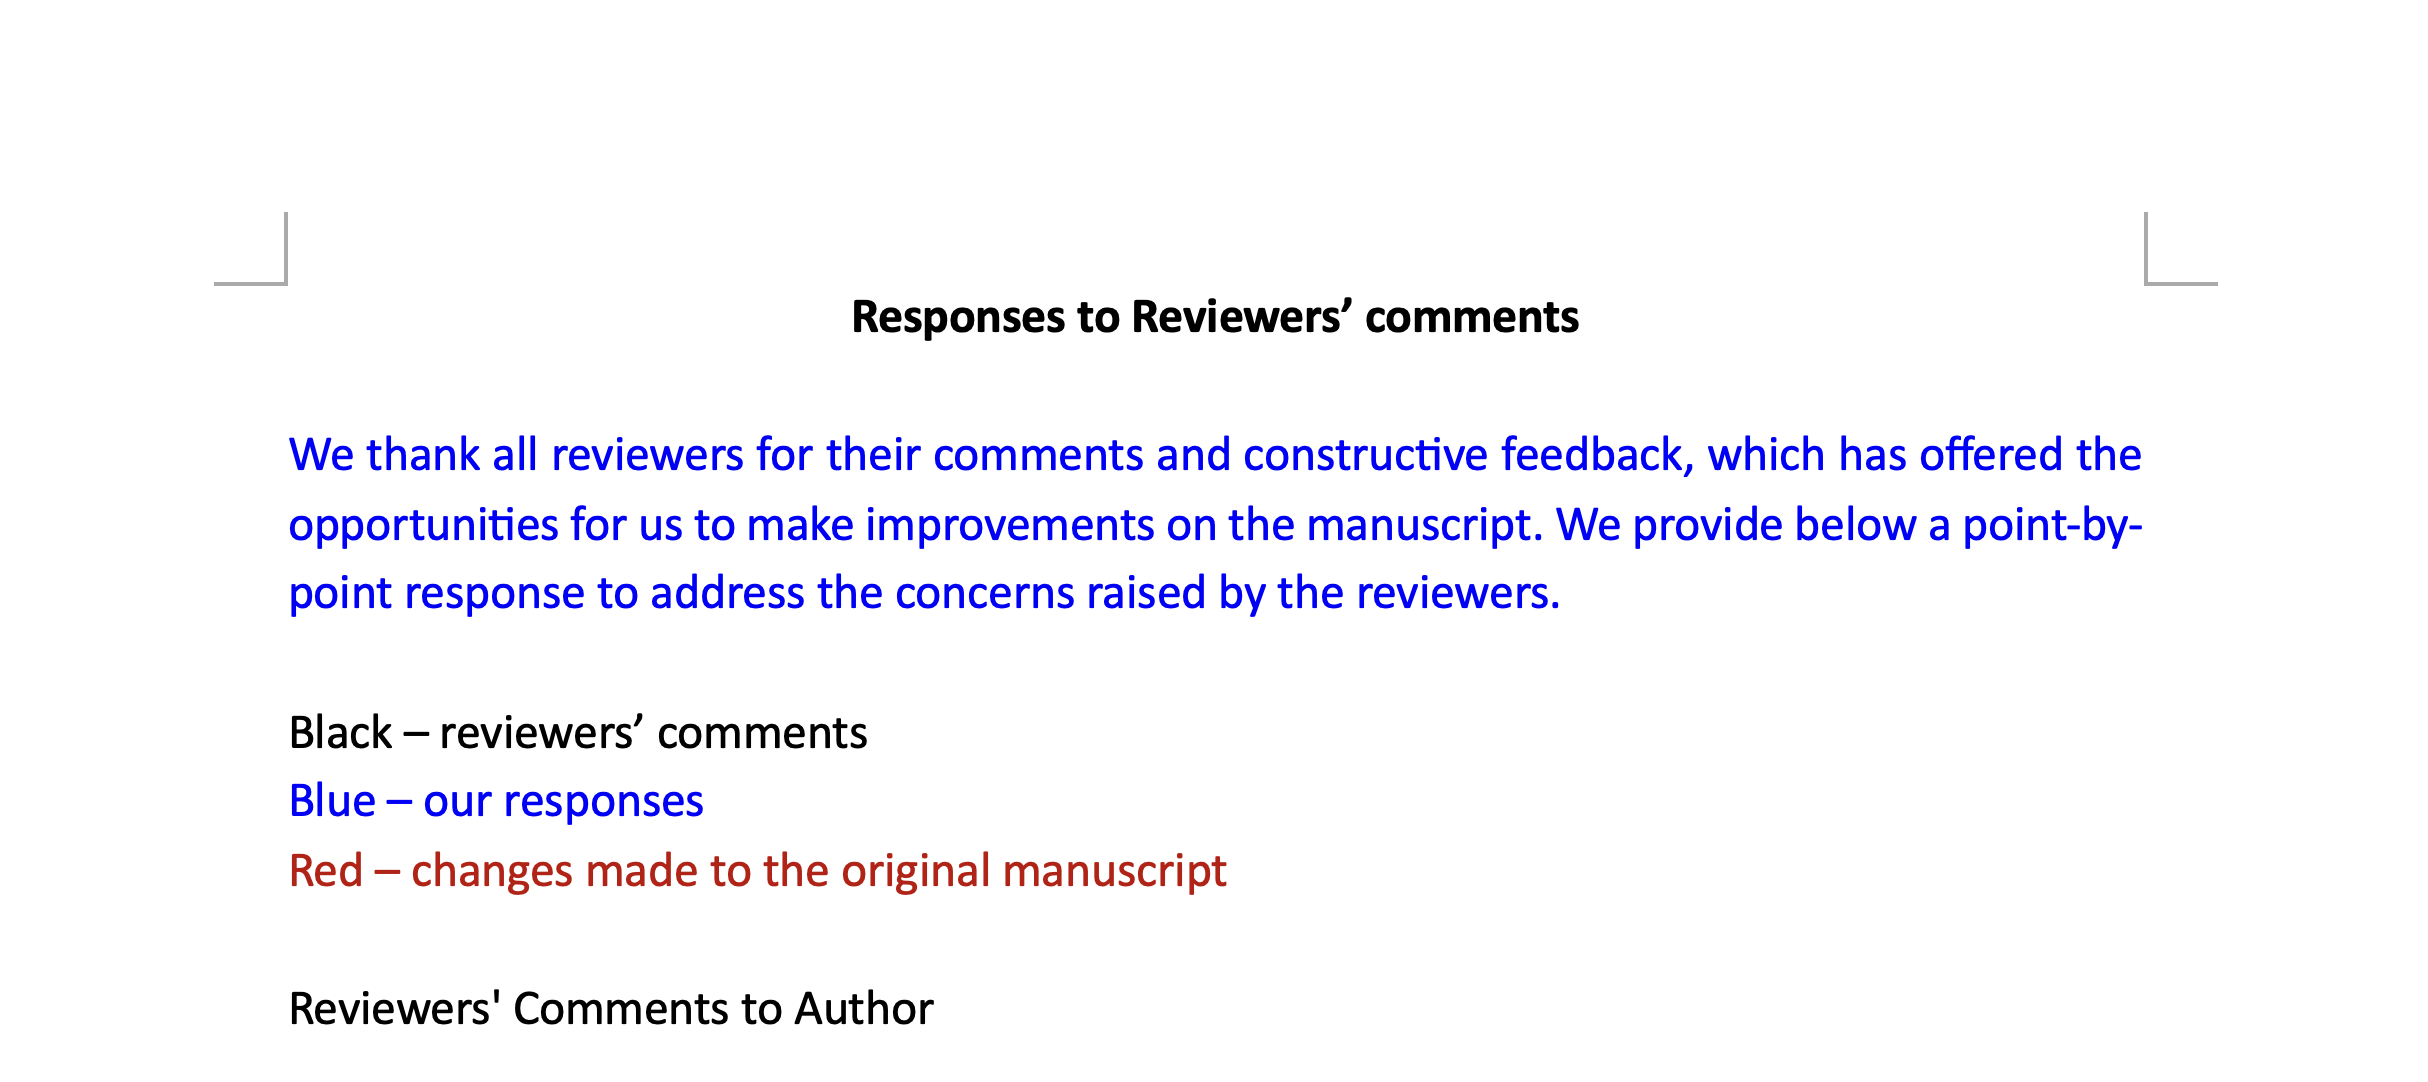 Responses to Reviewers’ comments
We thank all reviewers for their comments and constructive feedback, which has offered the
opportunities for us to make improvements on the manuscript. We provide below a point-by-
point response to address the concerns raised by the reviewers.
Black – reviewers’ comments
Blue – our responses
Red – changes made to the original manuscript
Reviewers' Comments to Author